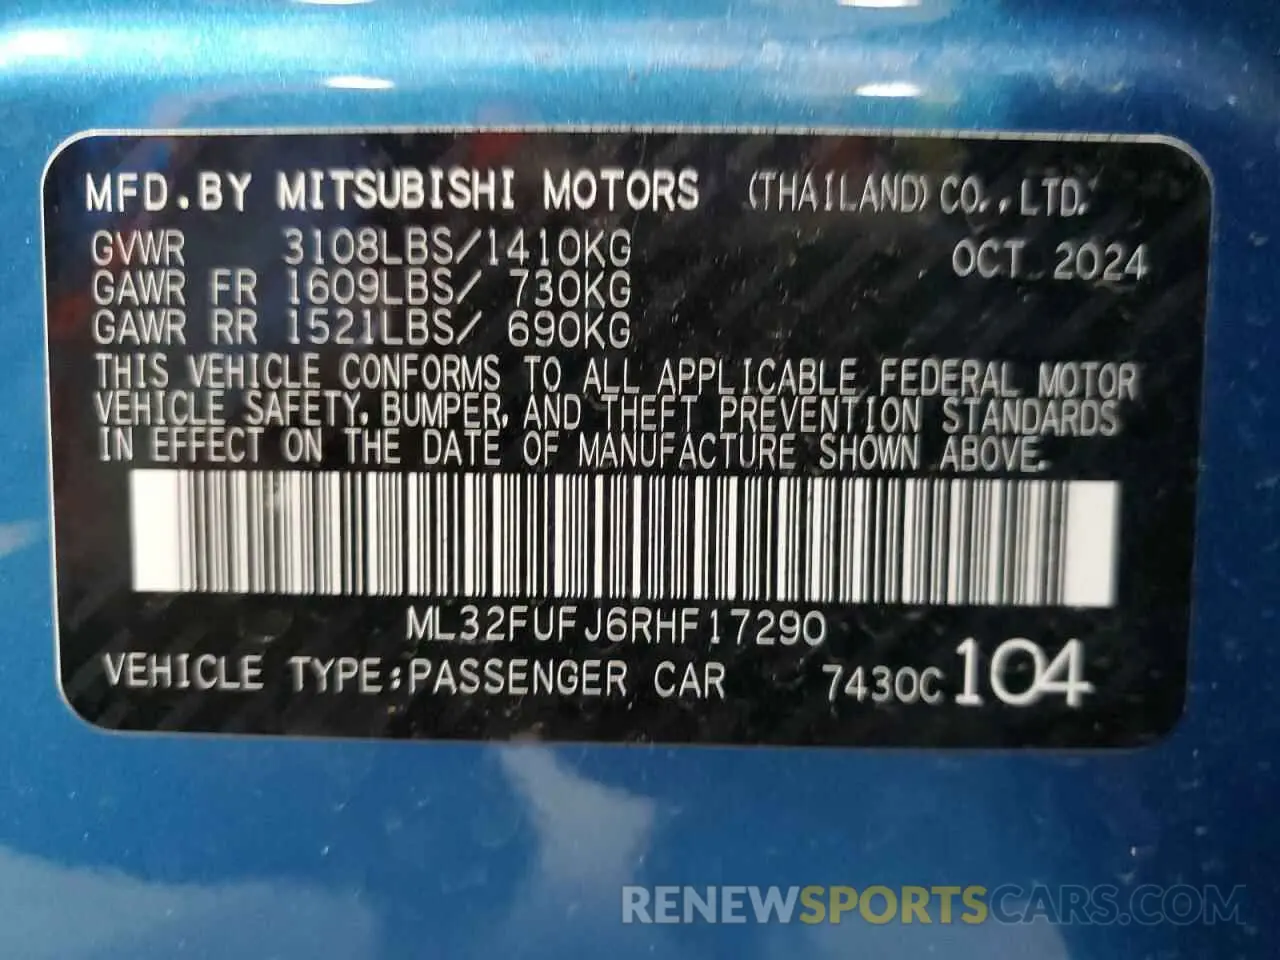 MFD.BY MITSUBISHI MOTORS (THAILAND) CO.,LTD.
GVWR 3108LBS/1410KG OCT 2024
GAWR FR 1609LBS/ 730KG
GAWR RR 1521LBS/ 690KG
THIS VEHICLE CONFORMS TO ALL APPLICABLE FEDERAL MOTOR
VEHICLE SAFETY, BUMPER, AND THEFT PREVENTION STANDARDS
IN EFFECT ON THE DATE OF MANUFACTURE SHOWN ABOVE.
ML32FUFJ6RHF17290
VEHICLE TYPE:PASSENGER CAR 7430C 104
RENEWSPORTSCARS.COM